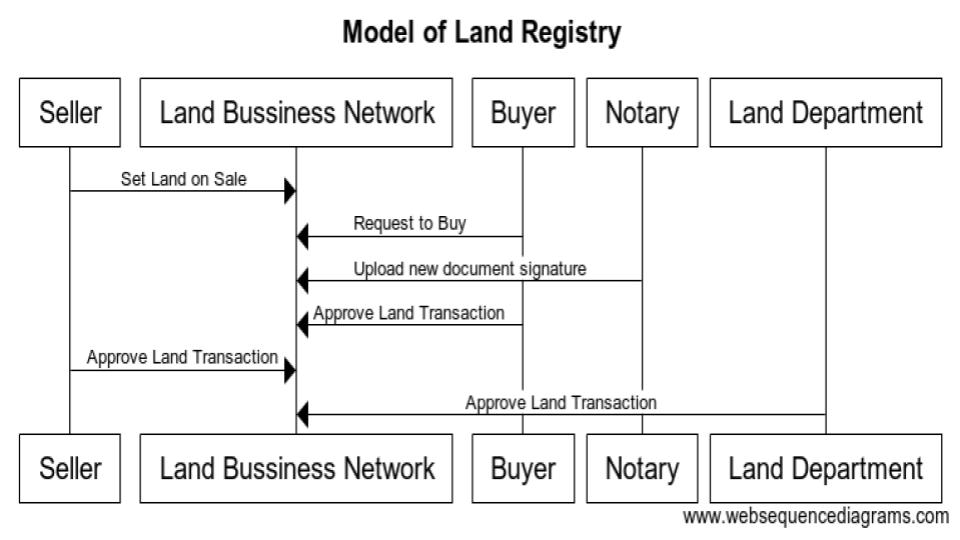 Model of Land Registry
Seller
Land Bussiness Network
Buyer
Notary
Land Department
Set Land on Sale
Request to Buy
Upload new document signature
Approve Land Transaction
Approve Land Transaction
Approve Land Transaction
Seller
Land Bussiness Network
Buyer
Notary
Land Department
www.websequencediagrams.com